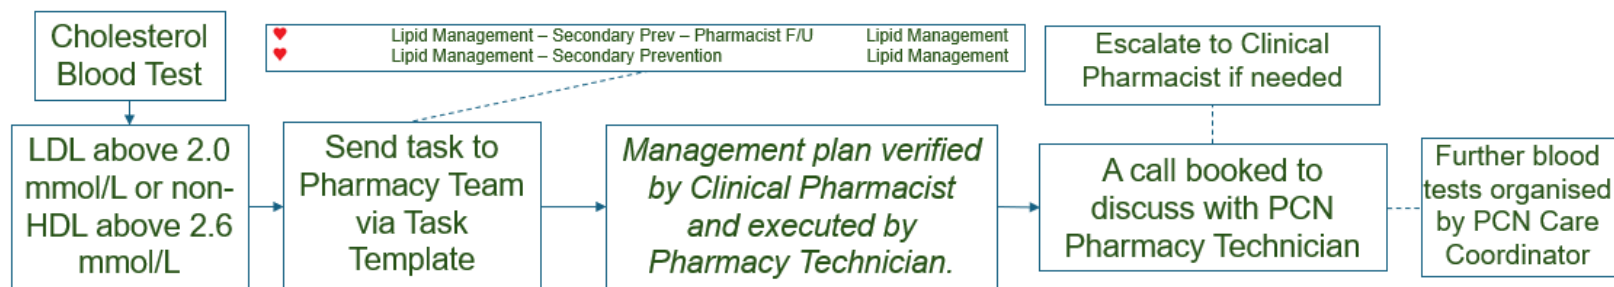 Cholesterol
Blood Test
♥ Lipid Management – Secondary Prev – Pharmacist F/U Lipid Management
♥ Lipid Management – Secondary Prevention Lipid Management
Escalate to Clinical
Pharmacist if needed
LDL above 2.0
mmol/L or non-
HDL above 2.6
mmol/L
Send task to
Pharmacy Team
via Task
Template
Management plan verified
by Clinical Pharmacist
and executed by
Pharmacy Technician.
A call booked to
discuss with PCN
Pharmacy Technician
Further blood
tests organised
by PCN Care
Coordinator